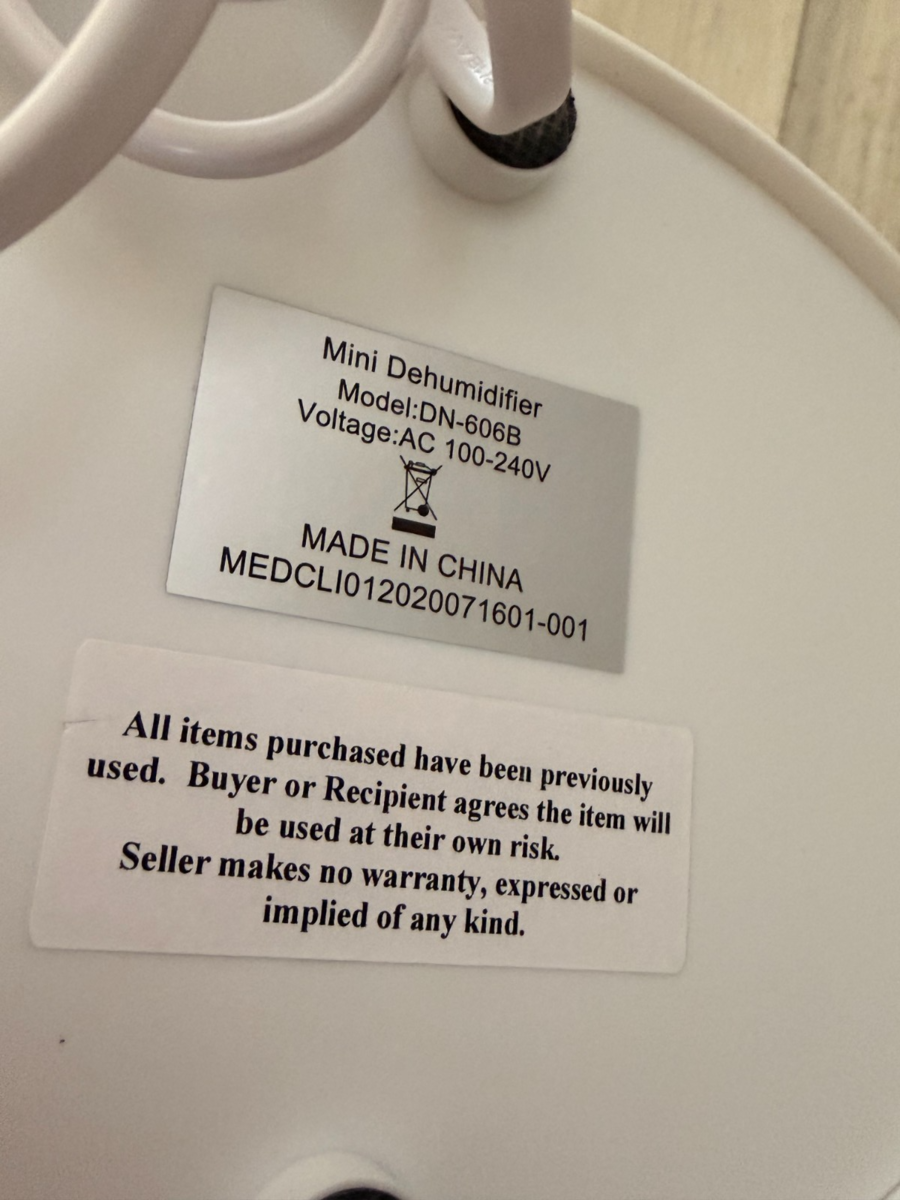 Mini Dehumidifier
Model:DN-606B
Voltage:AC 100-240V
MADE IN CHINA
MEDCLI012020071601-001
All items purchased have been previously
used. Buyer or Recipient agrees the item will
be used at their own risk.
Seller makes no warranty, expressed or
implied of any kind.